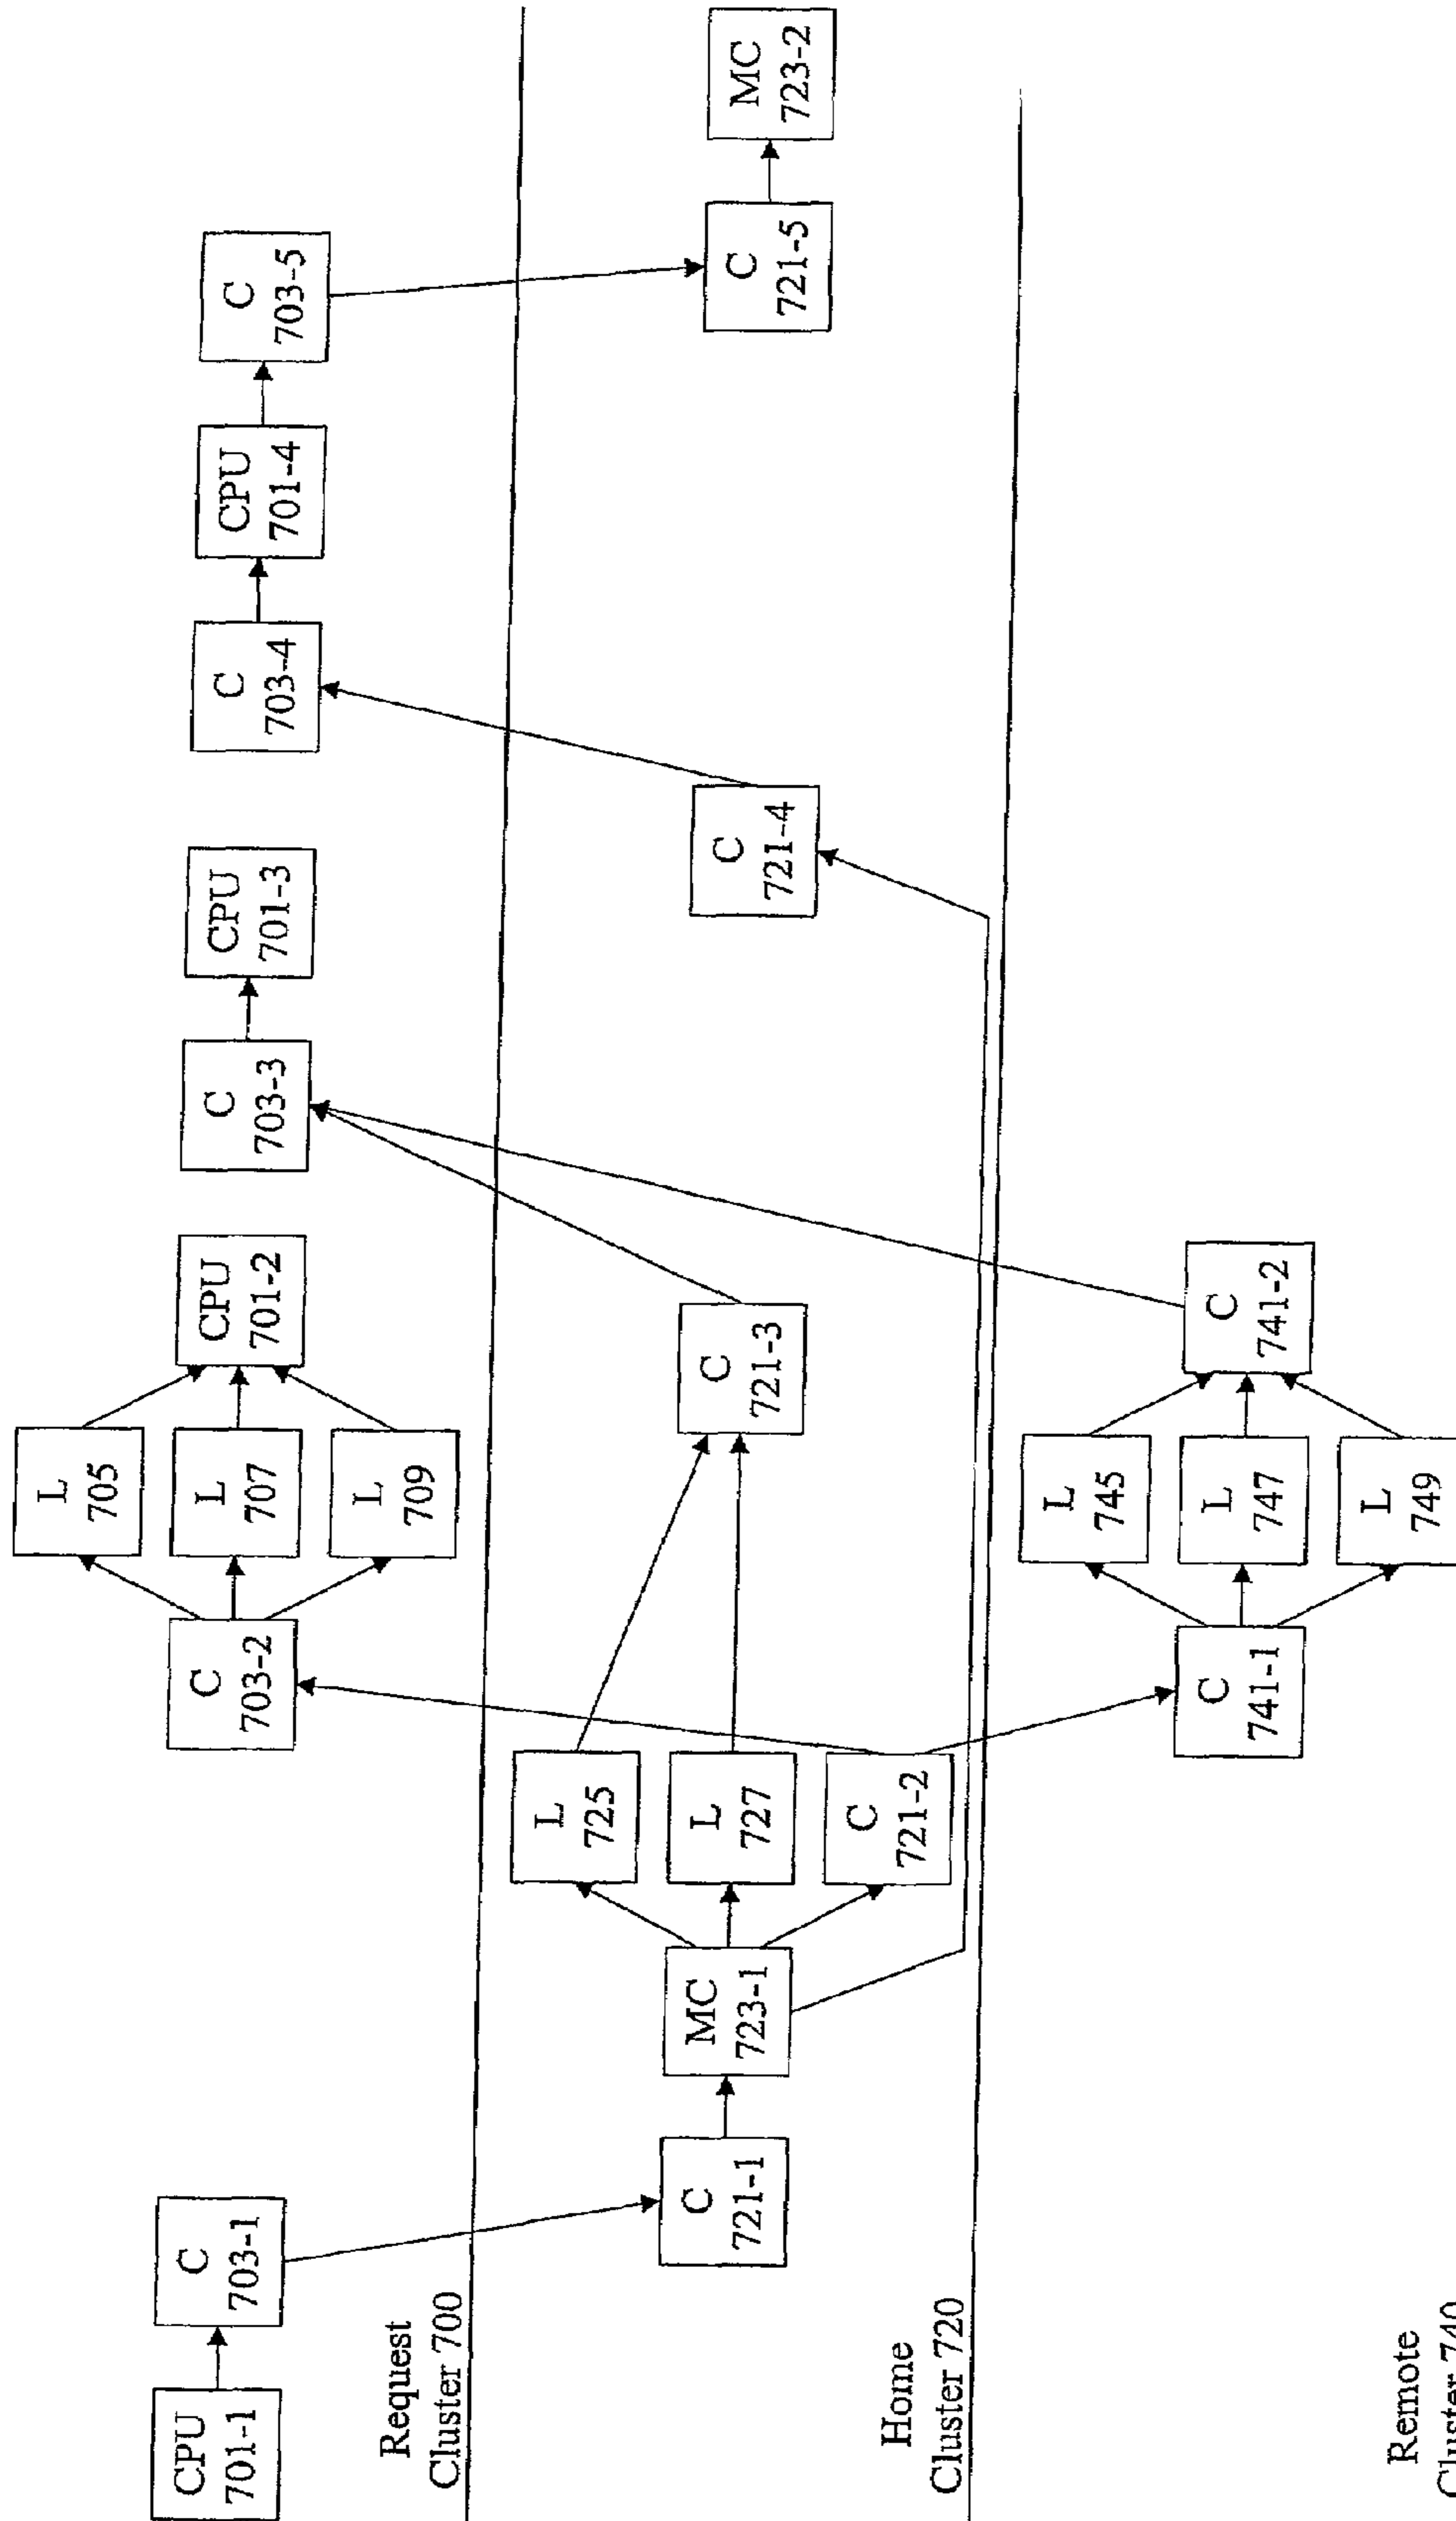 CPU
701-1
C
703-1
C
703-2
L
705
L
707
L
709
CPU
701-2
C
703-3
CPU
701-3
C
703-4
CPU
701-4
C
703-5
Request
Cluster 700
C
721-1
MC
723-1
L
725
L
727
C
721-2
C
721-3
C
721-4
C
721-5
MC
723-2
Home
Cluster 720
C
741-1
L
745
L
747
L
749
C
741-2
Remote
Cluster 740